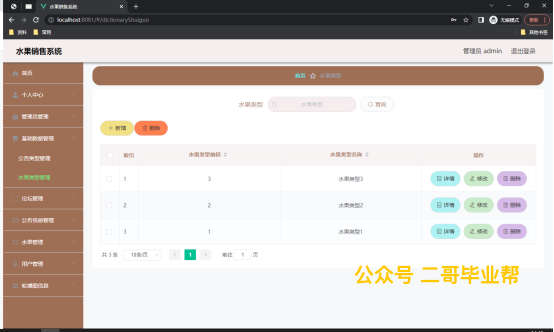 水果销售系统
localhost:8081/#/dictionaryShuiguo
无痕模式
更新
资料
常用
其他书签
水果销售系统
管理员 admin
退出登录
首页
个人中心
管理员管理
基础数据管理
公告类型管理
水果类型管理
论坛管理
公告信息管理
水果管理
用户管理
轮播图信息
首页 ☆ 水果类型
水果类型 水果类型 查询
+ 新增 删除
索引 水果类型编码 水果类型名称 操作
1 3 水果类型3 详情 修改 删除
2 2 水果类型2 详情 修改 删除
3 1 水果类型1 详情 修改 删除
共 3 条 10条/页 < 1 > 前往 1 页
公众号 二哥毕业帮